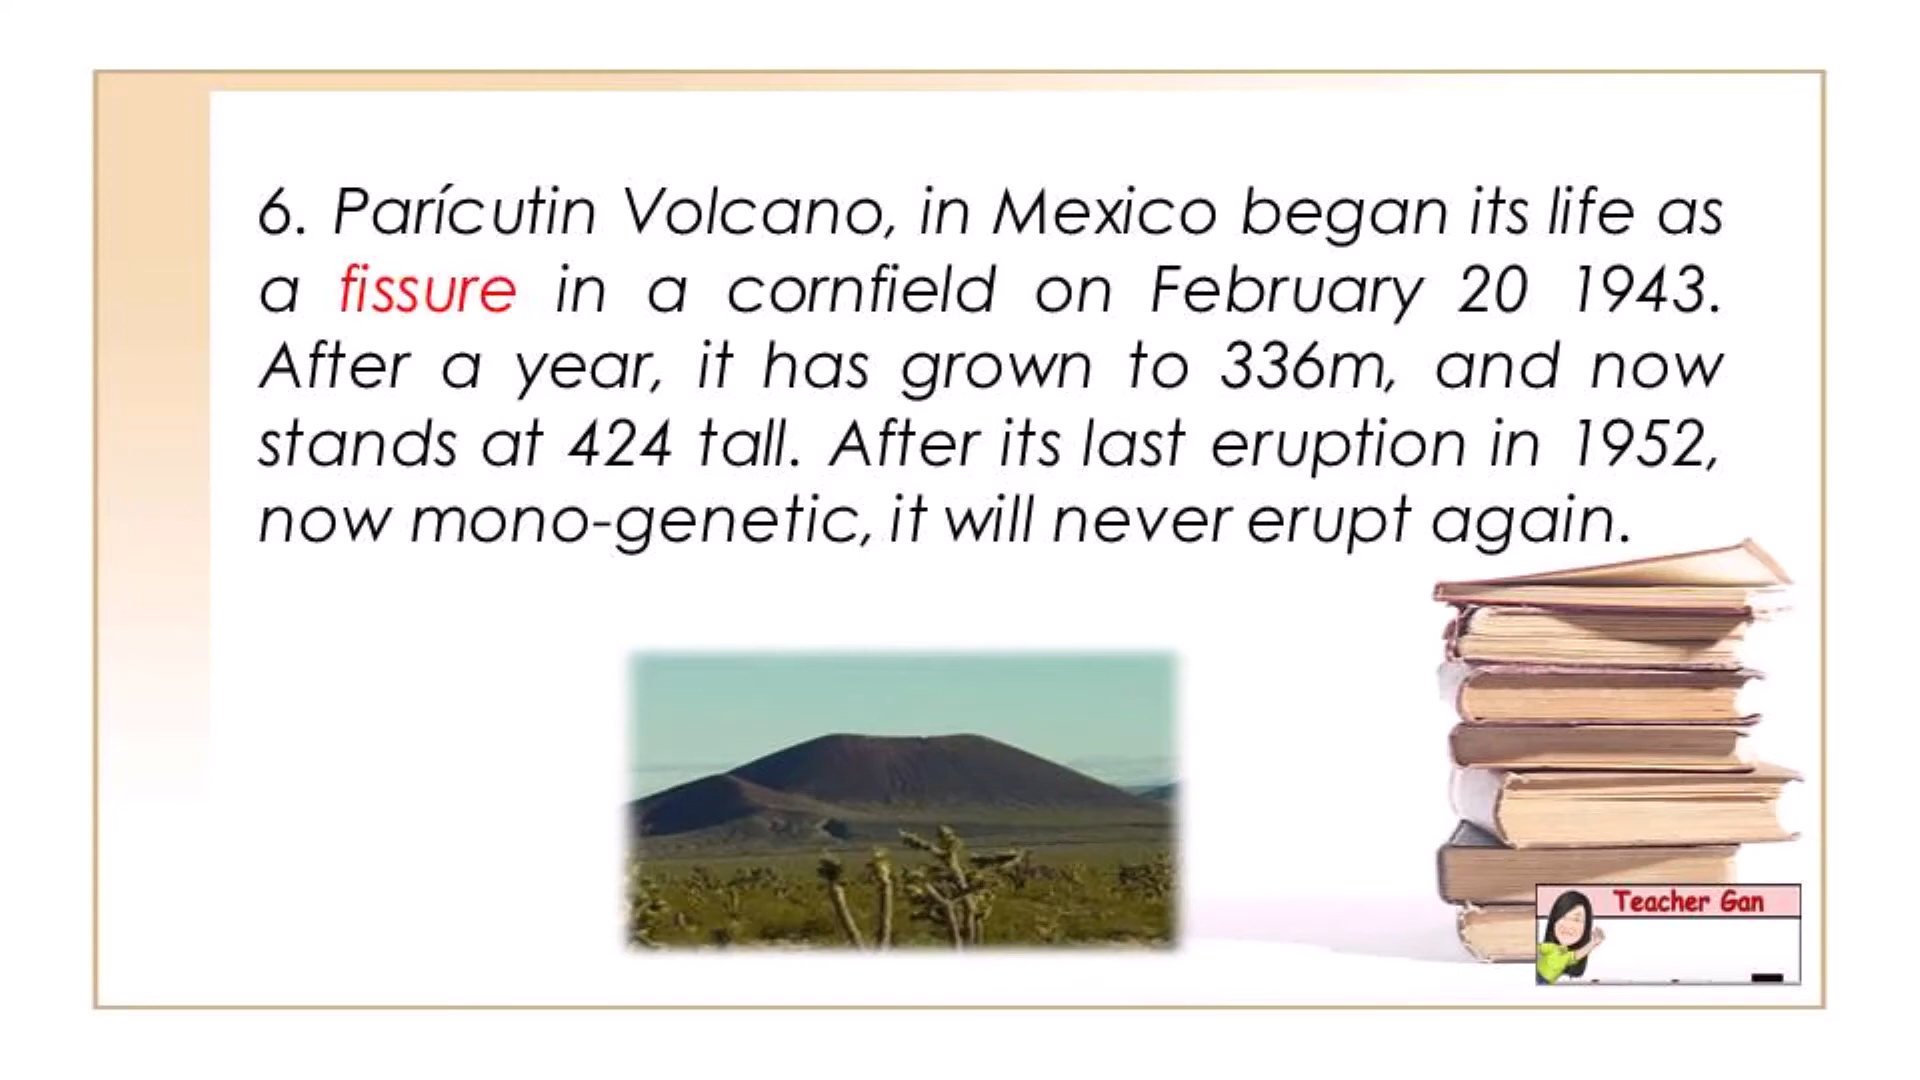 6. Parícutin Volcano, in Mexico began its life as
a fissure in a cornfield on February 20 1943.
After a year, it has grown to 336m, and now
stands at 424 tall. After its last eruption in 1952,
now mono-genetic, it will never erupt again.
Teacher Gan